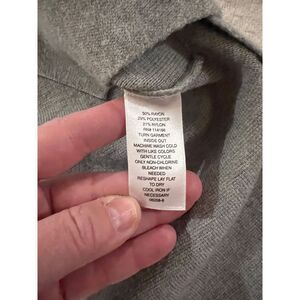 50% RAYON
29% POLYESTER
21% NYLON
RN# 114166
TURN GARMENT
INSIDE OUT
MACHINE WASH COLD
WITH LIKE COLORS
GENTLE CYCLE
ONLY NON-CHLORINE
BLEACH WHEN
NEEDED
RESHAPE LAY FLAT
TO DRY
COOL IRON IF
NECESSARY